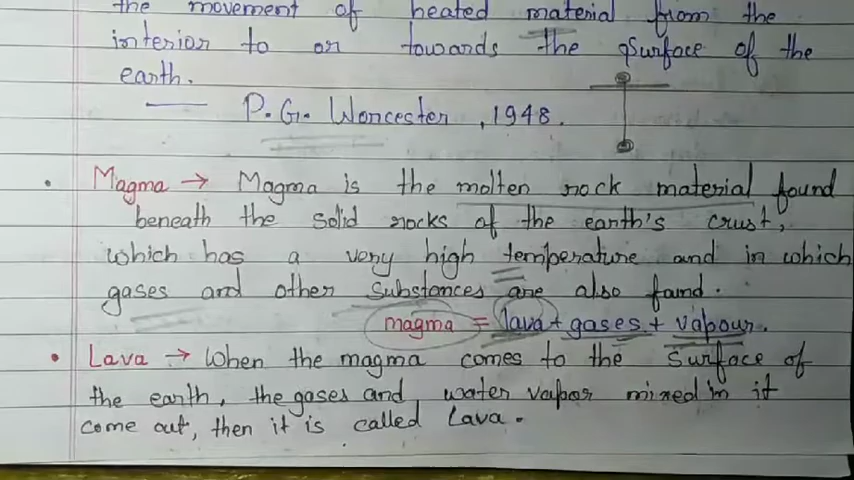 the movement of heated material from the
interior to or towards the surface of the
earth.
— P.G. Worcester, 1948.
• Magma → Magma is the molten rock material found
beneath the solid rocks of the earth's crust,
which has a very high temperature and in which
gases and other substances are also found.
magma = lava + gases + vapour.
• Lava → When the magma comes to the surface of
the earth, the gases and water vapor mixed in it
come out, then it is called Lava.